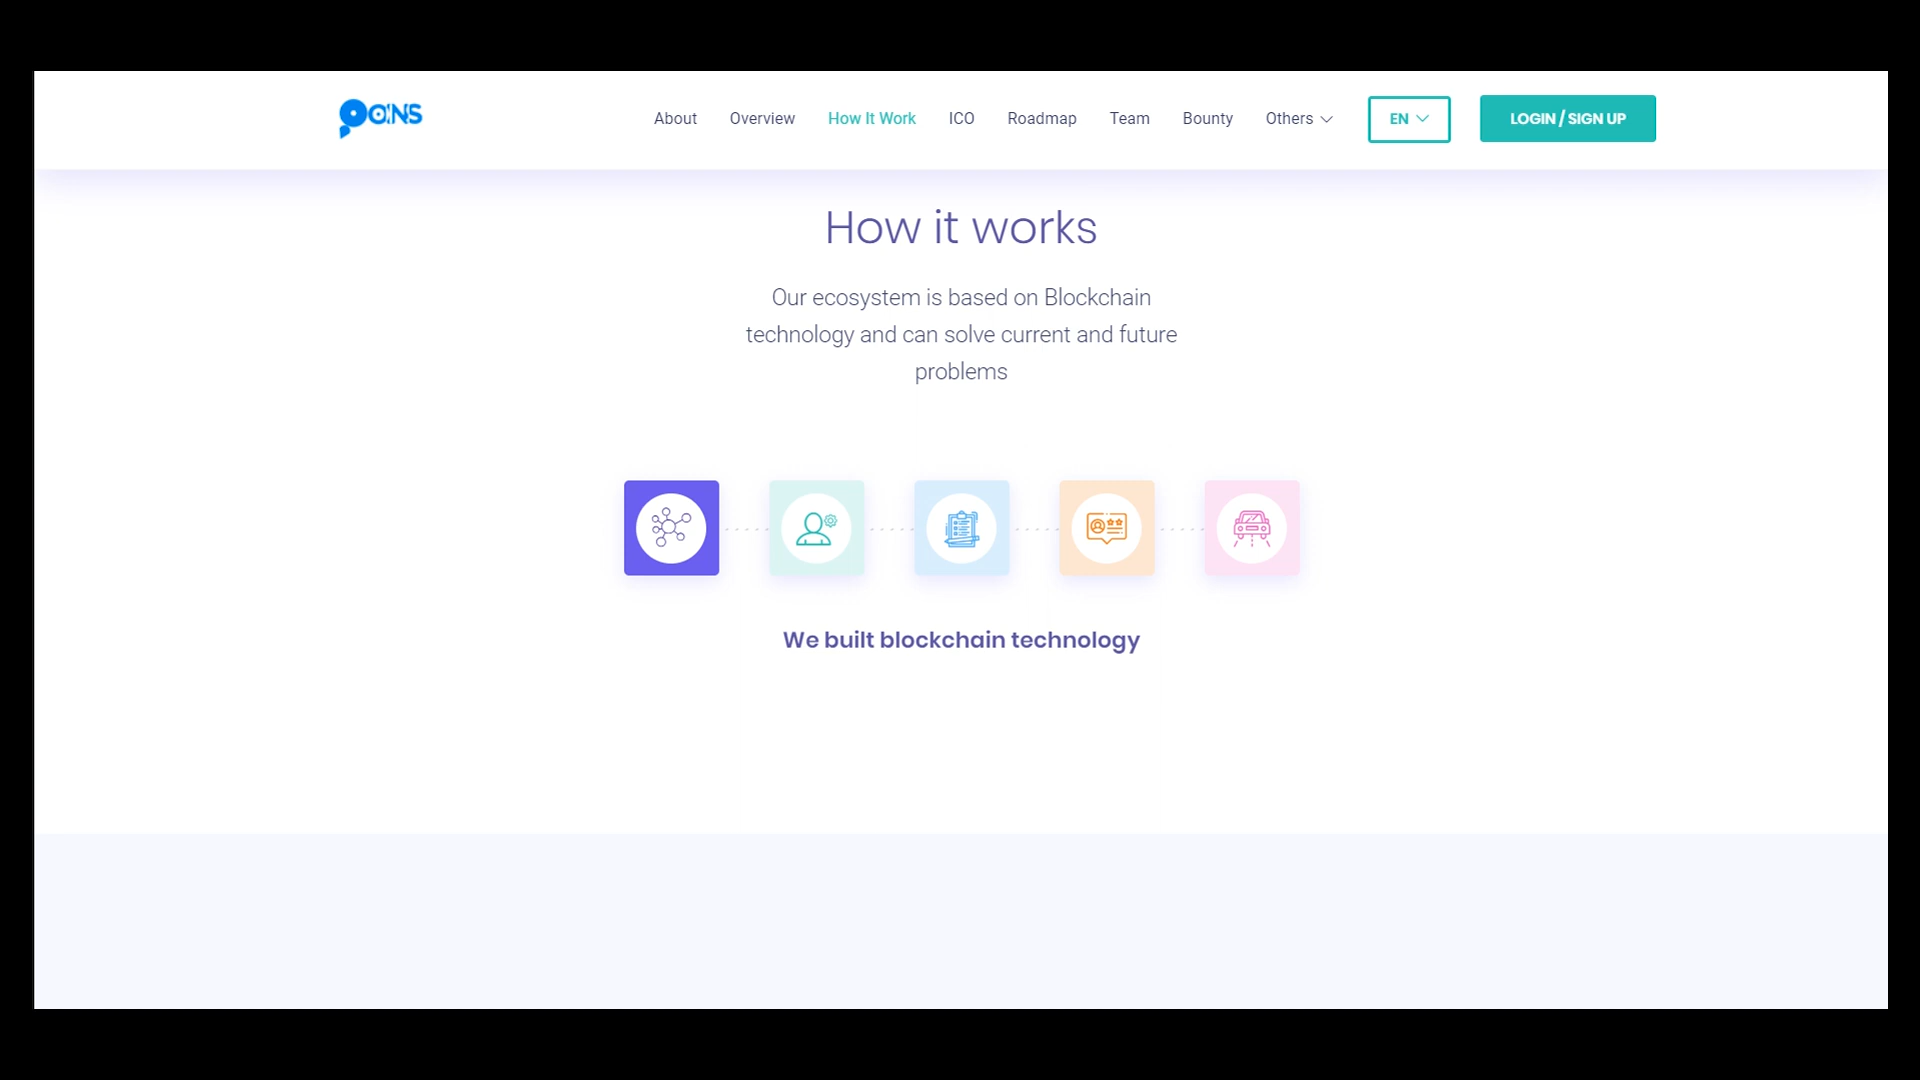 About Overview How It Work ICO Roadmap Team Bounty Others EN LOGIN / SIGN UP
How it works
Our ecosystem is based on Blockchain
technology and can solve current and future
problems
We built blockchain technology